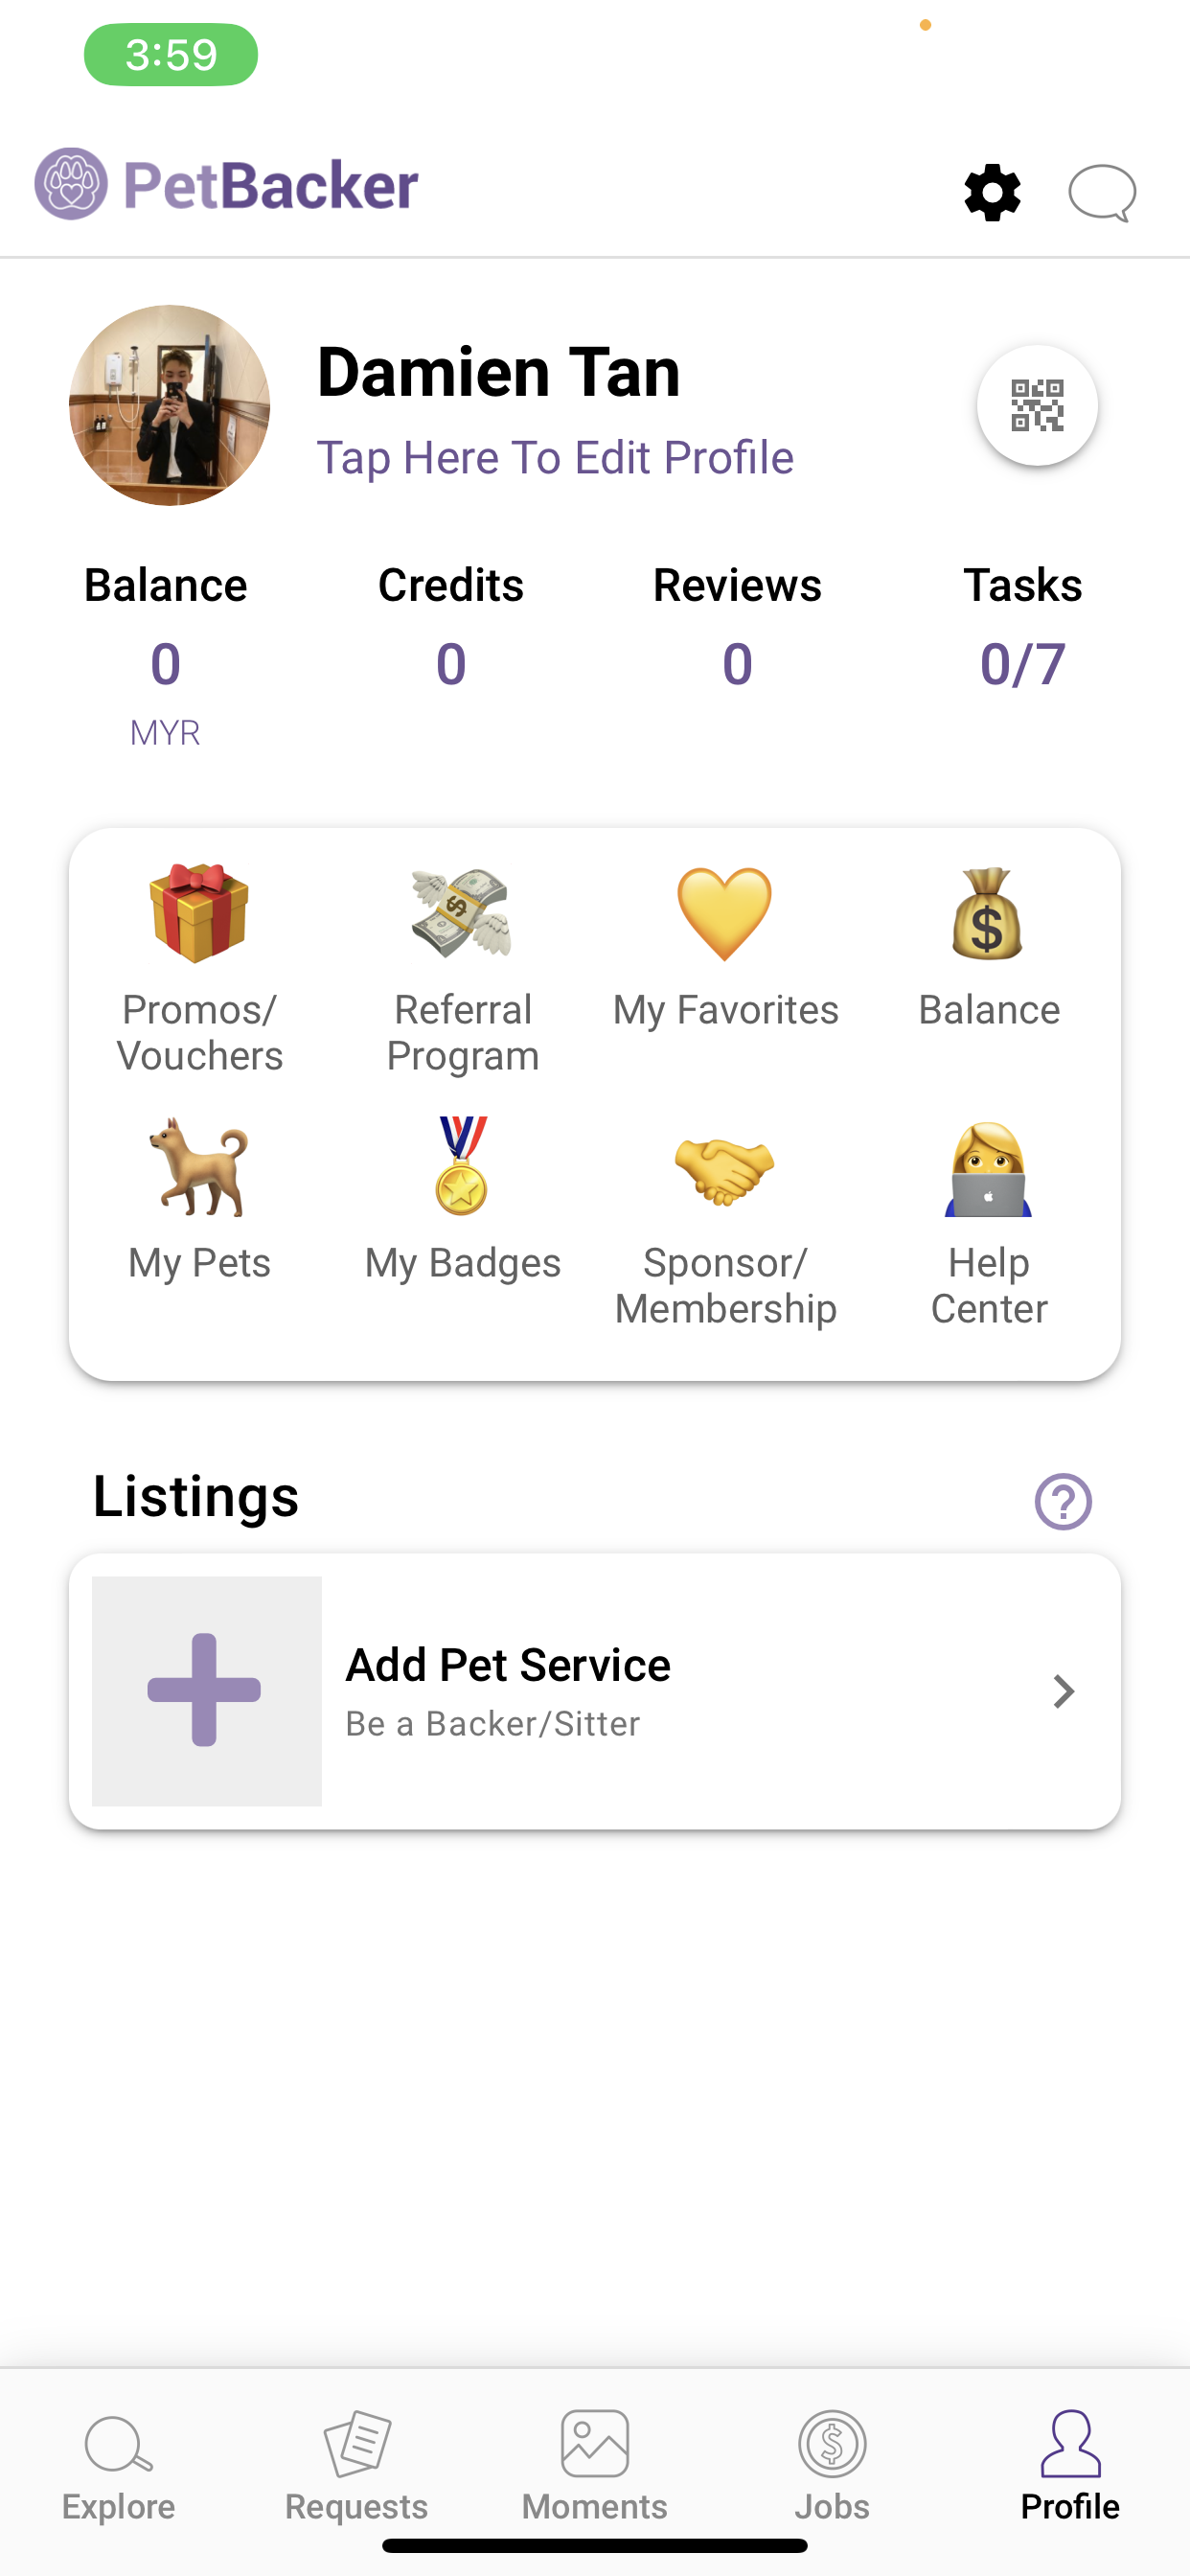 3:59
PetBacker
Damien Tan
Tap Here To Edit Profile
Balance Credits Reviews Tasks
0 0 0 0/7
MYR
Promos/ Referral My Favorites Balance
Vouchers Program
My Pets My Badges Sponsor/ Help
Membership Center
Listings
Add Pet Service
Be a Backer/Sitter
Explore Requests Moments Jobs Profile